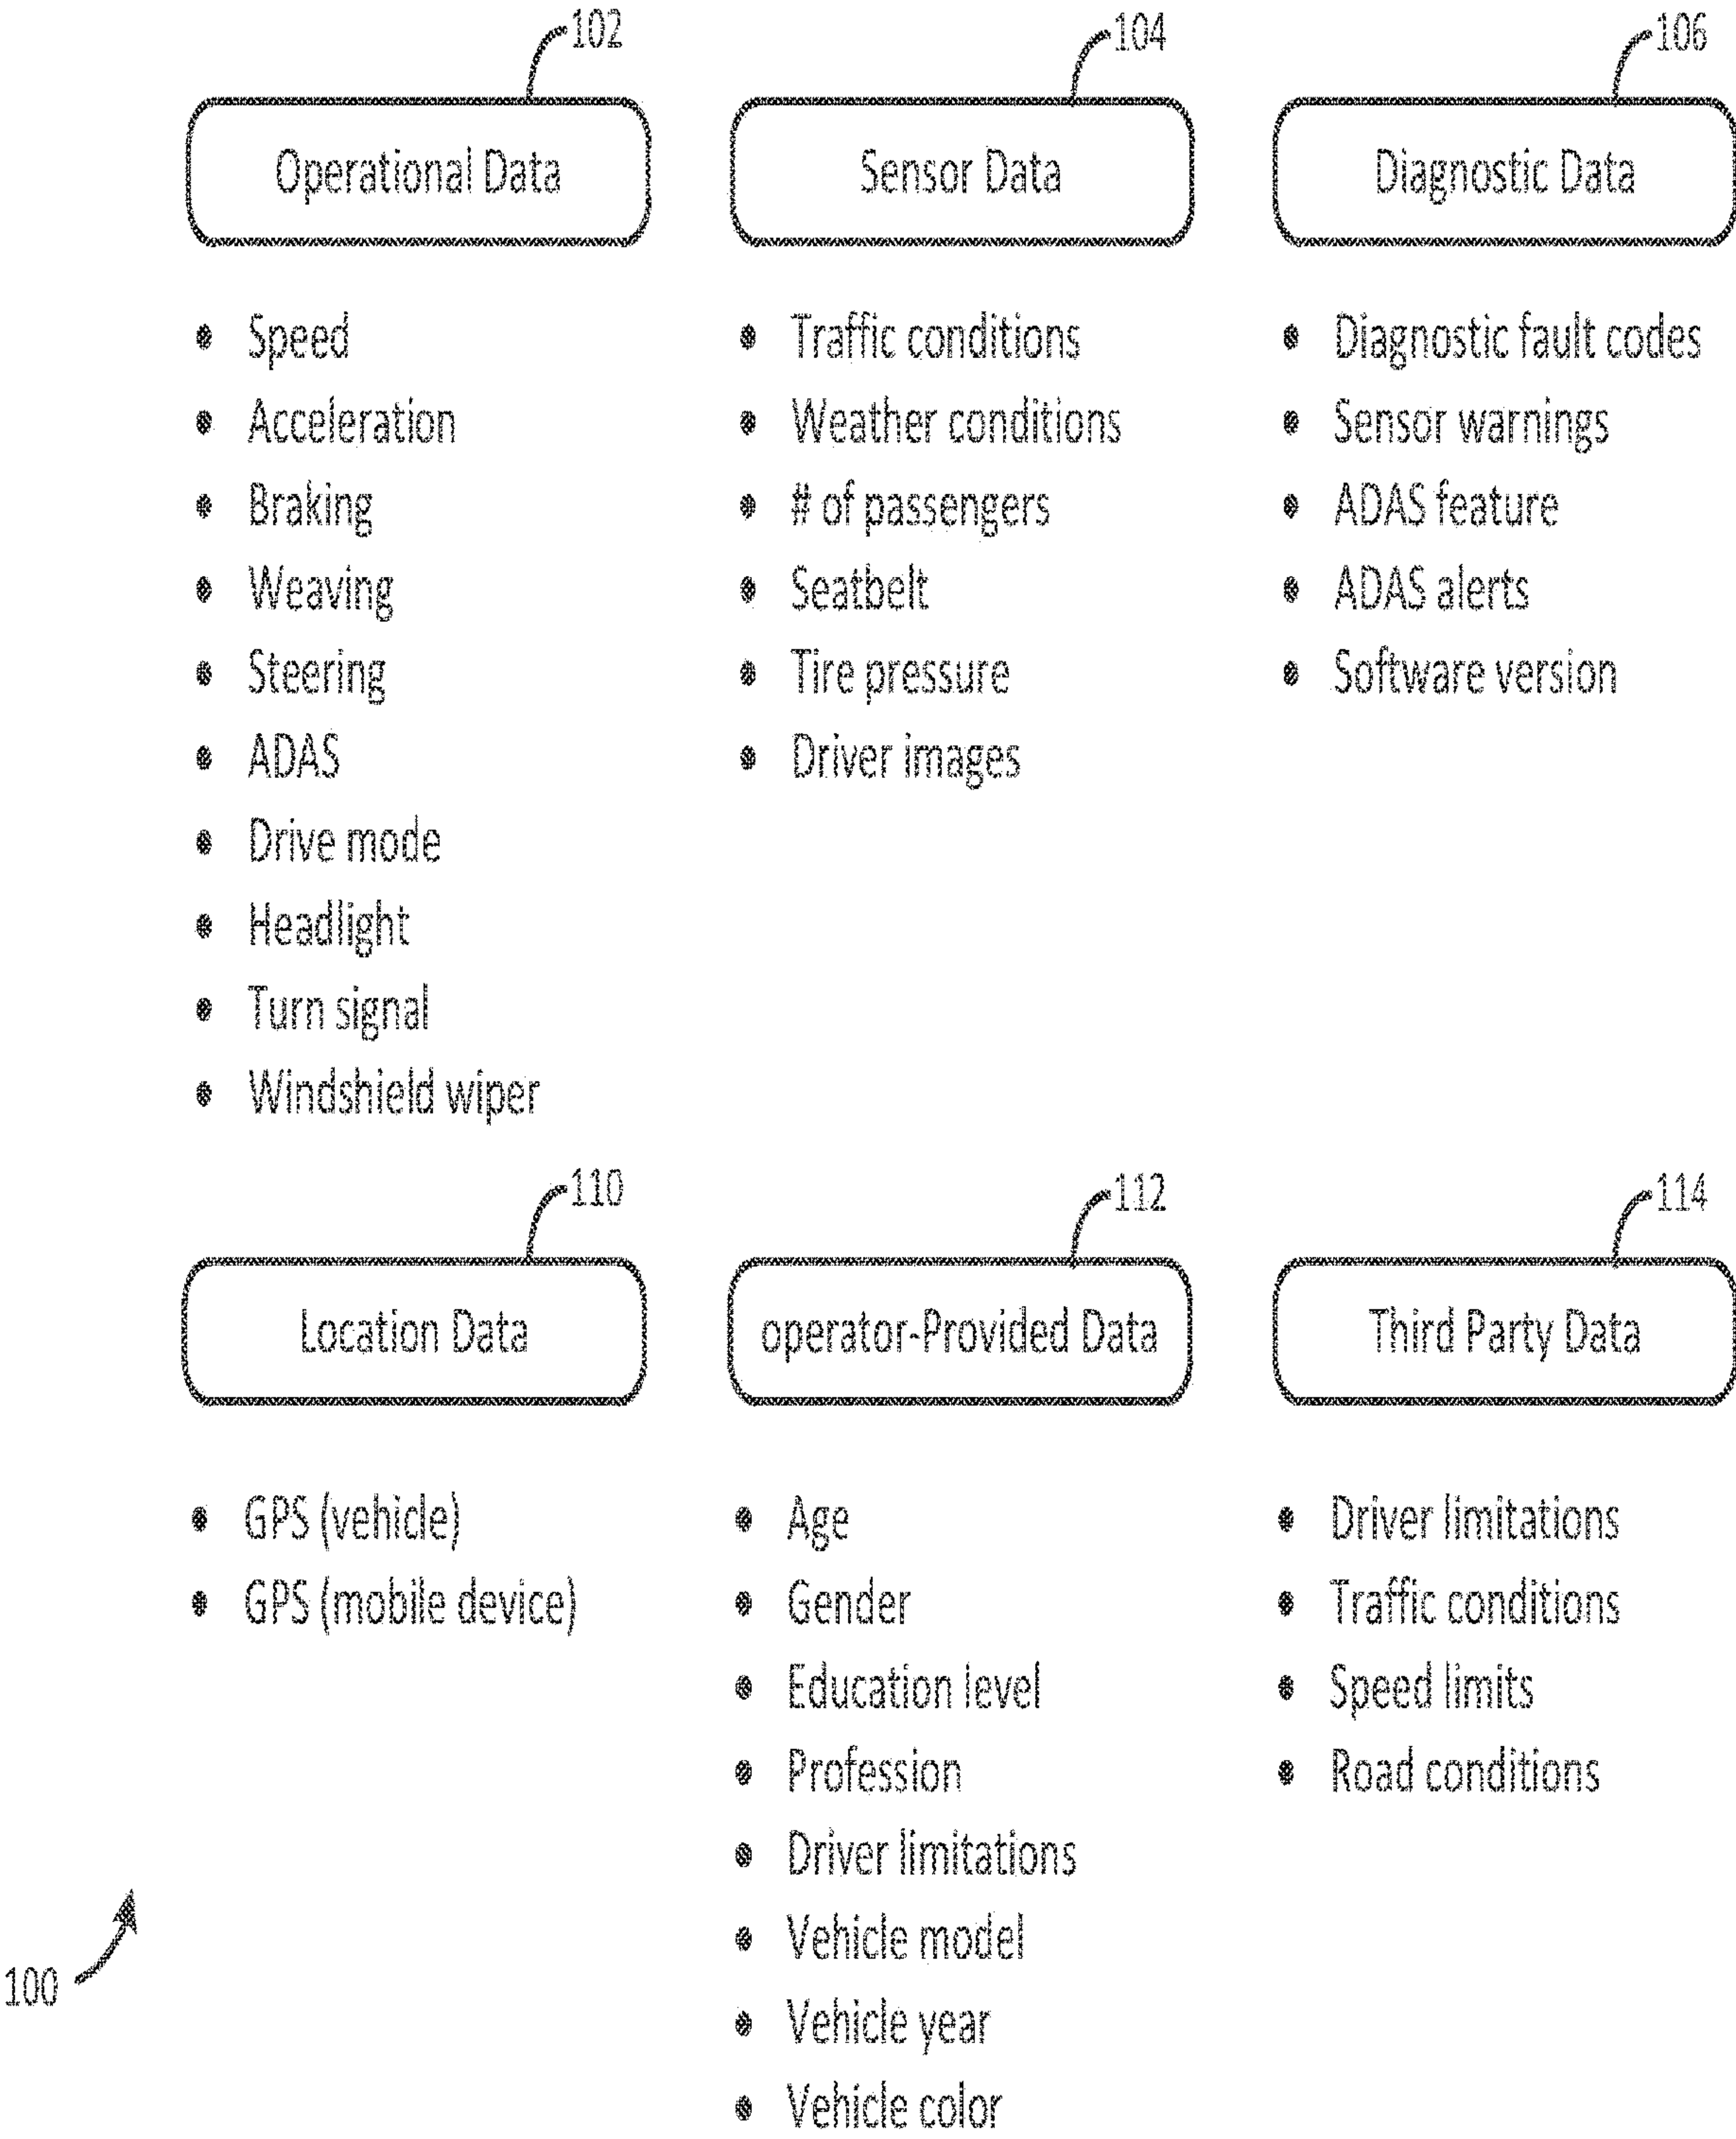 102
Operational Data
• Speed
• Acceleration
• Braking
• Weaving
• Steering
• ADAS
• Drive mode
• Headlight
• Turn signal
• Windshield wiper
104
Sensor Data
• Traffic conditions
• Weather conditions
• # of passengers
• Seatbelt
• Tire pressure
• Driver images
106
Diagnostic Data
• Diagnostic fault codes
• Sensor warnings
• ADAS feature
• ADAS alerts
• Software version
110
Location Data
• GPS (vehicle)
• GPS (mobile device)
112
operator-Provided Data
• Age
• Gender
• Education level
• Profession
• Driver limitations
• Vehicle model
• Vehicle year
• Vehicle color
114
Third Party Data
• Driver limitations
• Traffic conditions
• Speed limits
• Road conditions
100